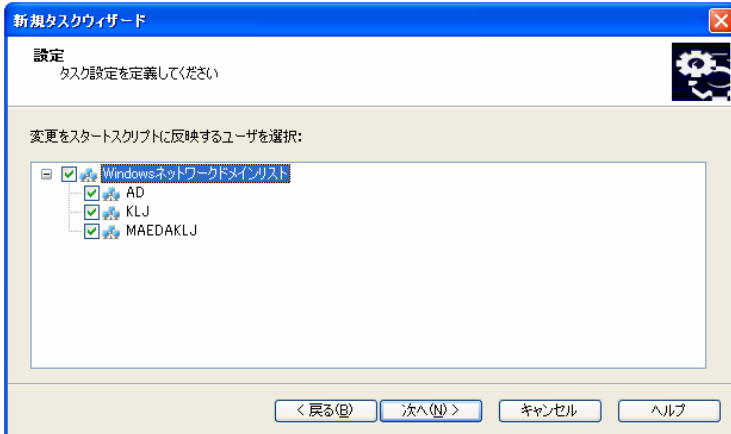 新規タスクウィザード
設定
タスク設定を定義してください
変更をスタートスクリプトに反映するユーザを選択:
Windowsネットワークドメインリスト
AD
KLJ
MAEDAKLJ
< 戻る(B) 次へ(N) > キャンセル ヘルプ